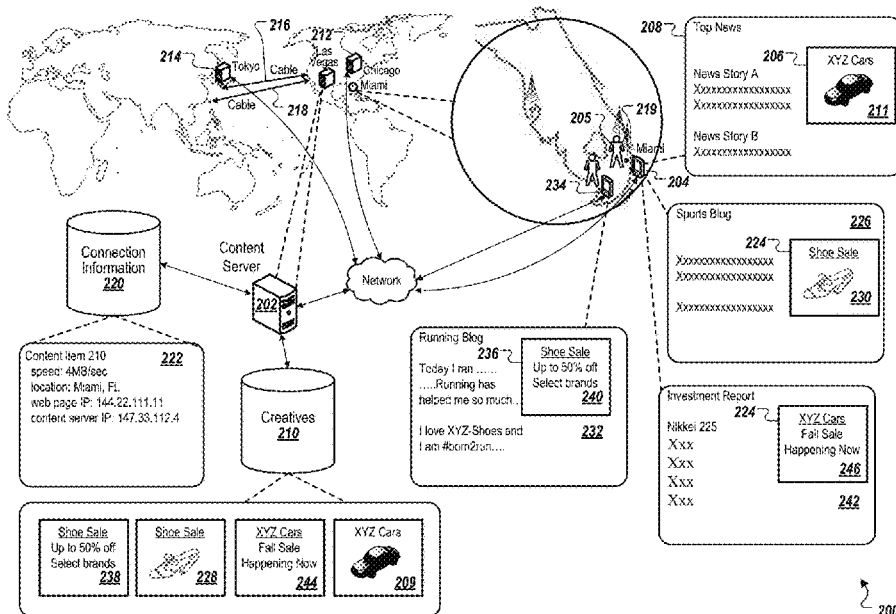 214
216
212
Tokyo
Las
Vegas
Chicago
Miami
Cable
Cable
218
205
219
Miami
234
204
208
Top News
206
News Story A
Xxxxxxxxxxxxxxxxxx
Xxxxxxxxxxxxxxxxxx
News Story B
Xxxxxxxxxxxxxxxxxx
XYZ Cars
211
Sports Blog
226
224
Xxxxxxxxxxxxxxxxxx
Xxxxxxxxxxxxxxxxxx
Xxxxxxxxxxxxxxxxxx
Shoe Sale
230
Connection
Information
220
Content
Server
202
Network
Content item 210
222
speed: 4MB/sec
location: Miami, FL
web page IP: 144.22.111.11
content server IP: 147.33.112.4
Creatives
210
Running Blog
236
Today I ran ......
.....Running has
helped me so much...
I love XYZ-Shoes and
I am #born2run....
Shoe Sale
Up to 50% off
Select brands
240
232
Investment Report
224
Nikkei 225
Xxx
Xxx
Xxx
Xxx
XYZ Cars
Fall Sale
Happening Now
246
242
Shoe Sale
Up to 50% off
Select brands
238
Shoe Sale
228
XYZ Cars
Fall Sale
Happening Now
244
XYZ Cars
209
200